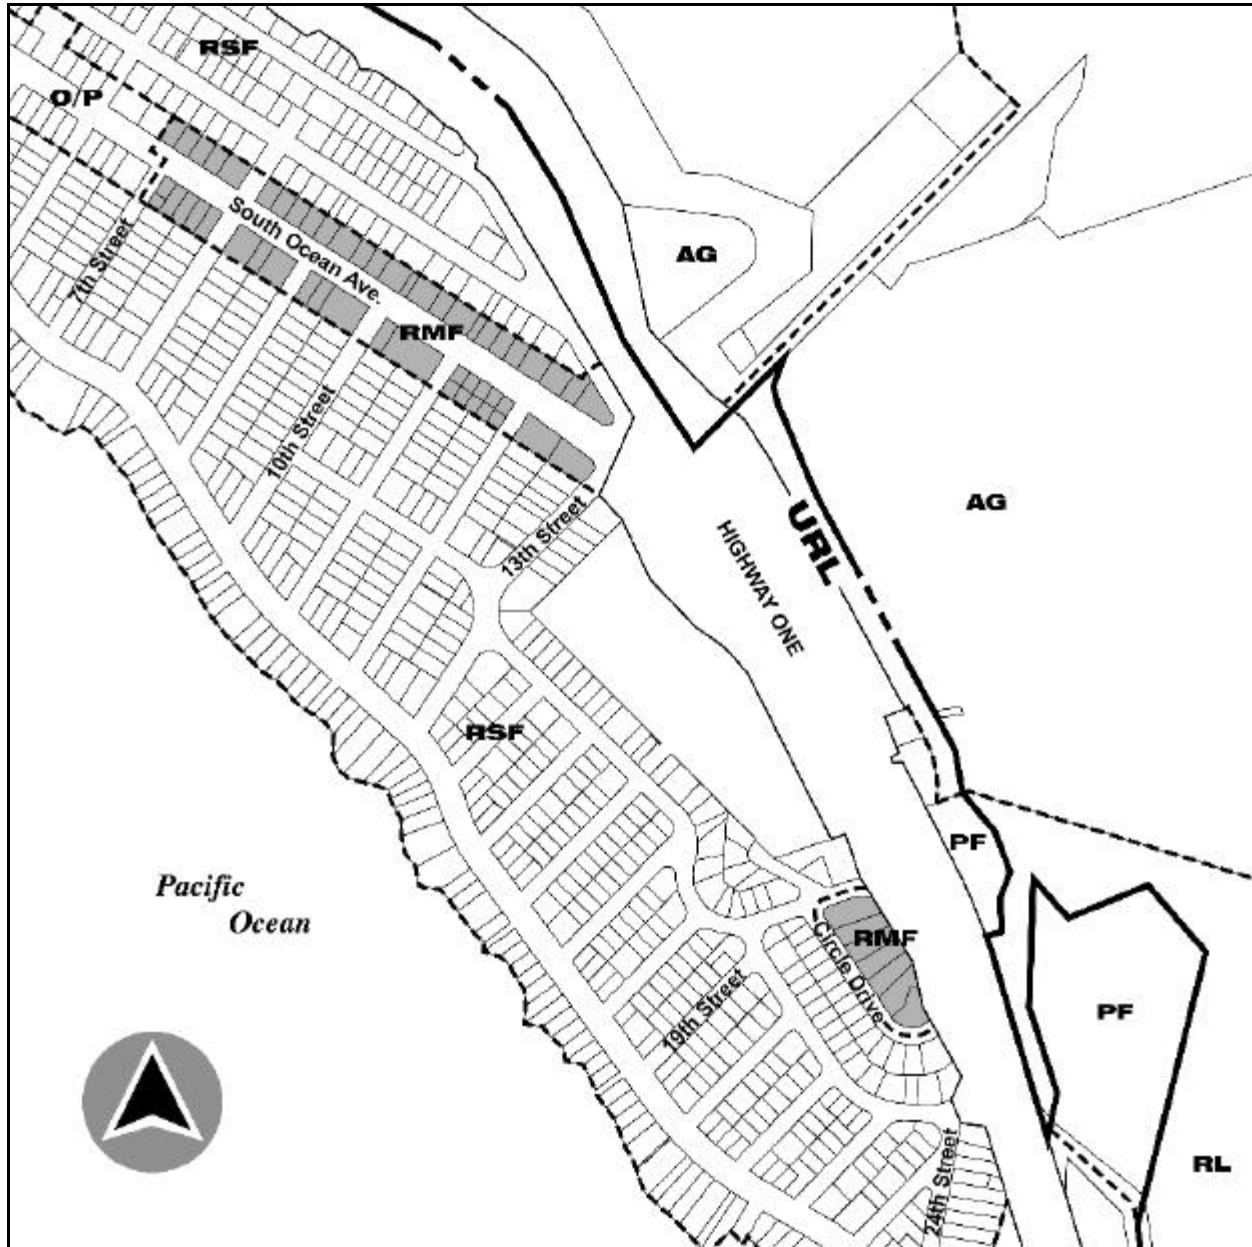 RSF
O/P
7th Street
South Ocean Ave.
AG
RMF
10th Street
13th Street
AG
URL
HIGHWAY ONE
RSF
PF
Pacific
Ocean
RMF
Circle Drive
19th Street
PF
24th Street
RL